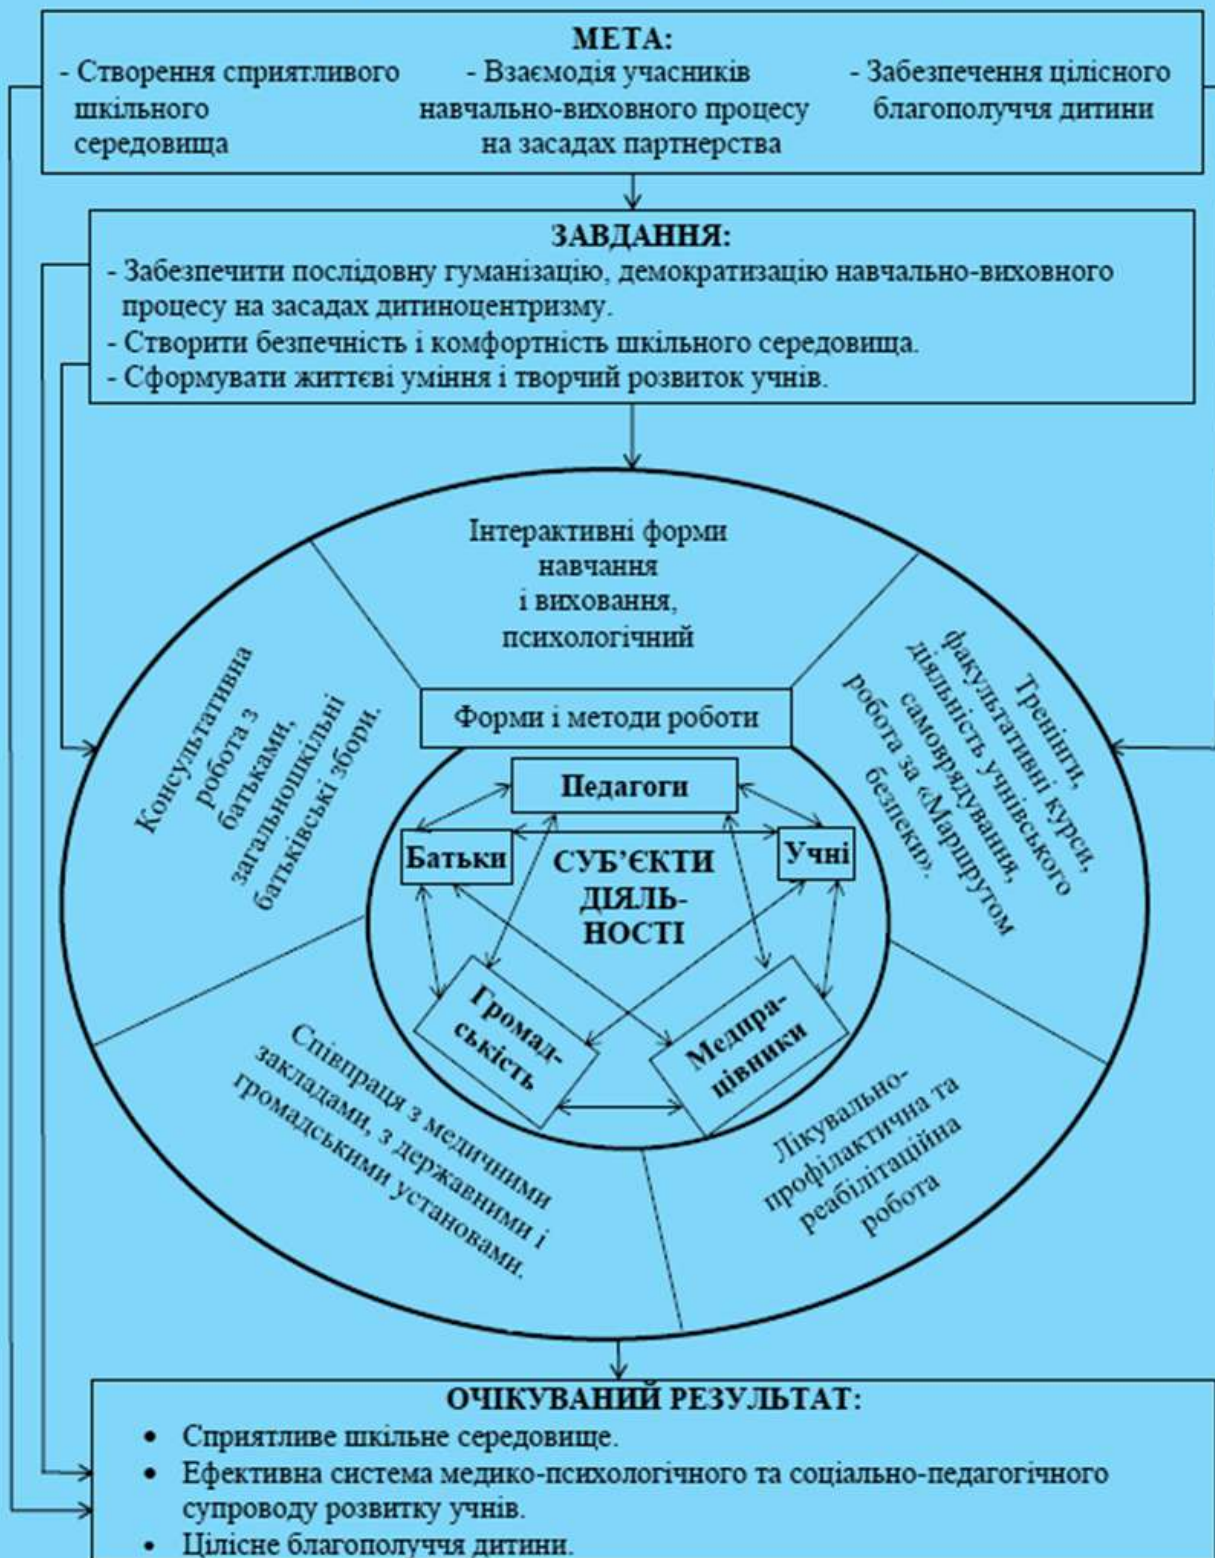 МЕТА:
- Створення сприятливого
шкільного
середовища
- Взаємодія учасників
навчально-виховного процесу
на засадах партнерства
- Забезпечення цілісного
благополуччя дитини
ЗАВДАННЯ:
- Забезпечити послідовну гуманізацію, демократизацію навчально-виховного
процесу на засадах дитиноцентризму.
- Створити безпечність і комфортність шкільного середовища.
- Сформувати життєві уміння і творчий розвиток учнів.
Інтерактивні форми
навчання
і виховання,
психологічний
Консультативна
робота з
батьками,
загальношкільні
батьківські збори.
Форми і методи роботи
Тренінги,
факультативні курси,
діяльність учнівського
самоврядування,
робота за «Маршрутом
безпеки».
Педагоги
Батьки
Учні
СУБ’ЄКТИ
ДІЯЛЬ-
НОСТІ
Громад-
ськість
Медпра-
цівники
Співпраця з медичними
закладами, з державними і
громадськими установами.
Лікувально-
профілактична та
реабілітаційна
робота
ОЧІКУВАНИЙ РЕЗУЛЬТАТ:
• Сприятливе шкільне середовище.
• Ефективна система медико-психологічного та соціально-педагогічного
супроводу розвитку учнів.
• Цілісне благополуччя дитини.